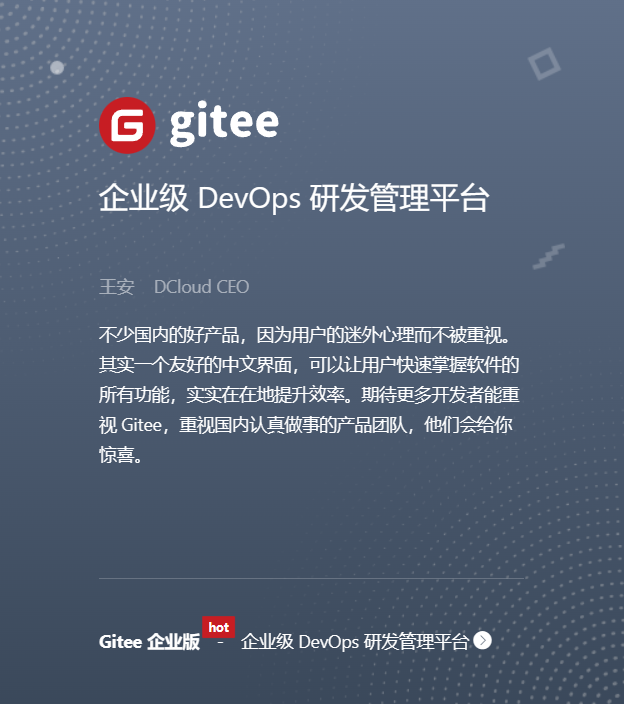 gitee
企业级 DevOps 研发管理平台
王安 DCloud CEO
不少国内的好产品，因为用户的迷外心理而不被重视。
其实一个友好的中文界面，可以让用户快速掌握软件的
所有功能，实实在在地提升效率。期待更多开发者能重
视 Gitee，重视国内认真做事的产品团队，他们会给你
惊喜。
hot
Gitee 企业版 - 企业级 DevOps 研发管理平台